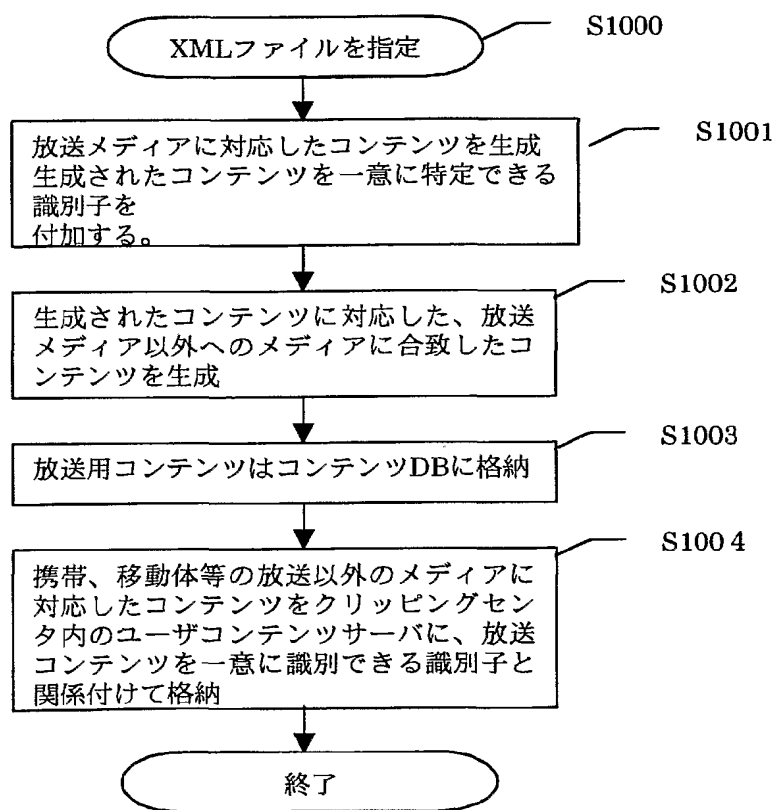 XMLファイルを指定
S1000
放送メディアに対応したコンテンツを生成
生成されたコンテンツを一意に特定できる
識別子を
付加する。
S1001
生成されたコンテンツに対応した、放送
メディア以外へのメディアに合致したコ
ンテンツを生成
S1002
放送用コンテンツはコンテンツDBに格納
S1003
携帯、移動体等の放送以外のメディアに
対応したコンテンツをクリッピングセン
タ内のユーザコンテンツサーバに、放送
コンテンツを一意に識別できる識別子と
関係付けて格納
S1004
終了